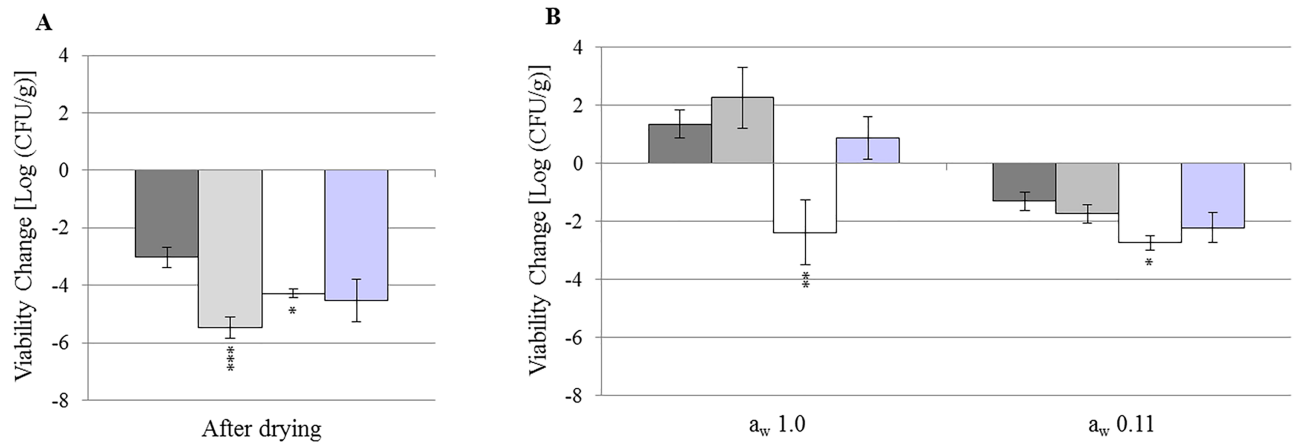 A
Viability Change [Log (CFU/g)]
4
2
0
-2
-4
-6
-8
***
*
After drying
B
Viability Change [Log (CFU/g)]
4
2
0
-2
-4
-6
-8
**
*
aw 1.0
aw 0.11